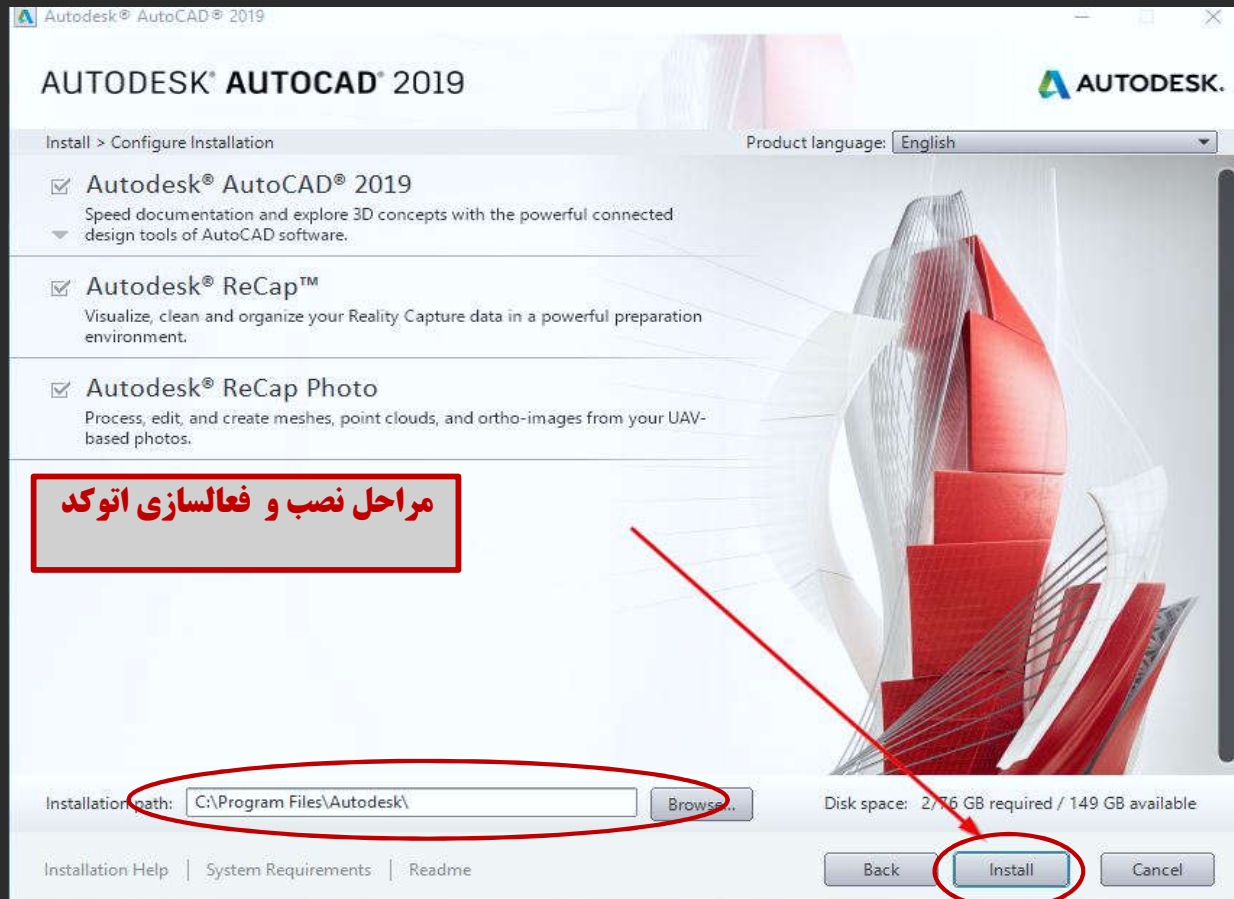 Autodesk® AutoCAD® 2019
AUTODESK® AUTOCAD® 2019
AUTODESK.
Install > Configure Installation
Product language: English
Autodesk® AutoCAD® 2019
Speed documentation and explore 3D concepts with the powerful connected
design tools of AutoCAD software.
Autodesk® ReCap™
Visualize, clean and organize your Reality Capture data in a powerful preparation
environment.
Autodesk® ReCap Photo
Process, edit, and create meshes, point clouds, and ortho-images from your UAV-
based photos.
مراحل نصب و فعالسازی اتوکد
Installation path: C:\Program Files\Autodesk\ Browse...
Disk space: 2/76 GB required / 149 GB available
Installation Help | System Requirements | Readme
Back Install Cancel